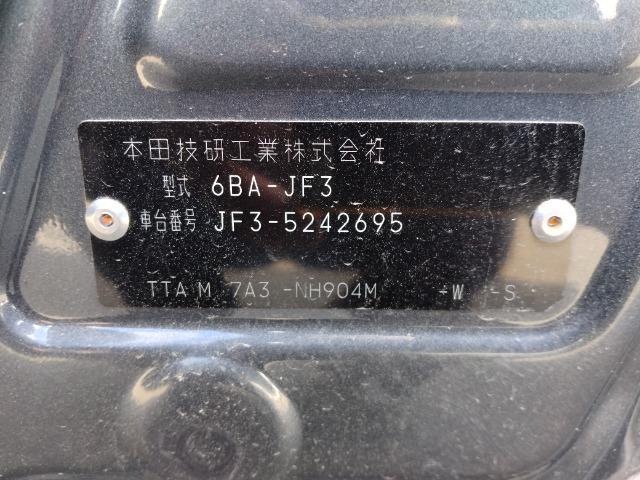 本田技研工業株式会社
型式 6BA-JF3
車台番号 JF3-5242695
TTA M 7A3 -NH904M -W -S